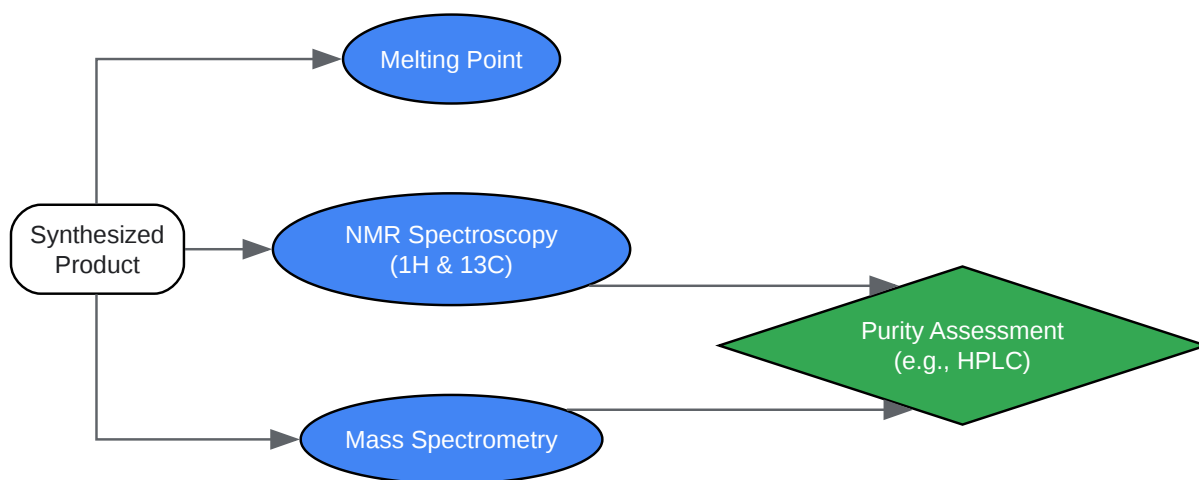 Melting Point
Synthesized
Product
NMR Spectroscopy
(1H & 13C)
Purity Assessment
(e.g., HPLC)
Mass Spectrometry